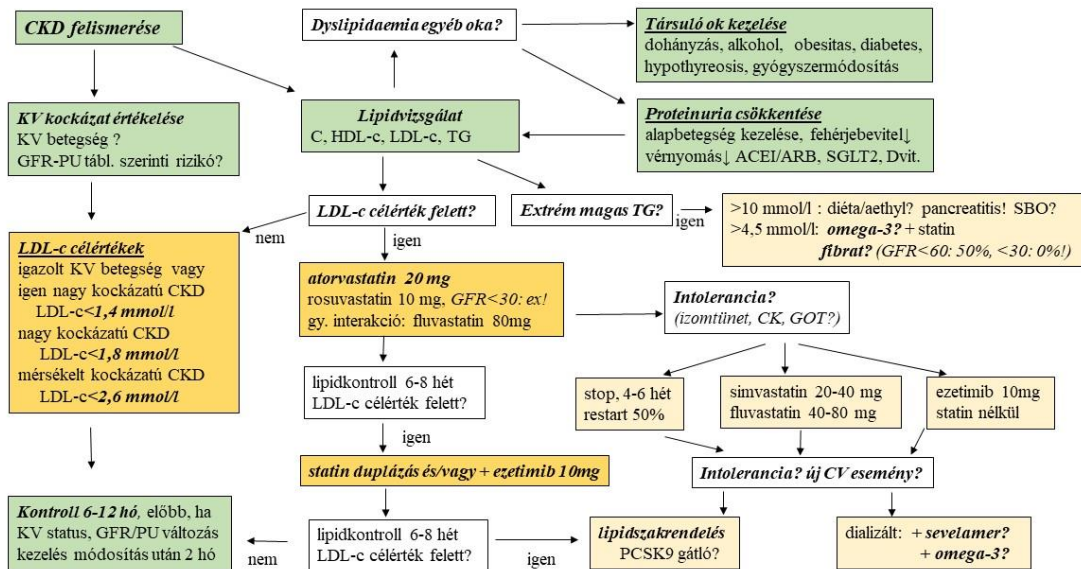 CKD felismerése
Dyslipidaemia egyéb oka?
Társuló ok kezelése
dohányzás, alkohol, obesitas, diabetes,
hypothyreosis, gyógyszermódosítás
KV kockázat értékelése
KV betegség ?
GFR-PU tábl. szerinti rizikó?
Lipidvizsgálat
C, HDL-c, LDL-c, TG
Proteinuria csökkentése
alapbetegség kezelése, fehérjebevitel↓
vérnyomás↓ ACEI/ARB, SGLT2, Dvit.
LDL-c célérték felett?
Extrém magas TG?
igen
>10 mmol/l : diéta/aethyl? pancreatitis! SBO?
>4,5 mmol/l: omega-3? + statin
fibrat? (GFR<60: 50%, <30: 0%!)
nem
igen
LDL-c célértékek
igazolt KV betegség vagy
igen nagy kockázatú CKD
LDL-c<1,4 mmol/l
nagy kockázatú CKD
LDL-c<1,8 mmol/l
mérsékelt kockázatú CKD
LDL-c<2,6 mmol/l
atorvastatin 20 mg
rosuvastatin 10 mg, GFR<30: ex!
gy. interakció: fluvastatin 80mg
Intolerancia?
(izomtünet, CK, GOT?)
lipidkontroll 6-8 hét
LDL-c célérték felett?
stop, 4-6 hét
restart 50%
simvastatin 20-40 mg
fluvastatin 40-80 mg
ezetimib 10mg
statin nélkül
igen
statin duplázás és/vagy + ezetimib 10mg
Intolerancia? új CV esemény?
Kontroll 6-12 hó, előbb, ha
KV status, GFR/PU változás
kezelés módosítás után 2 hó
nem
lipidkontroll 6-8 hét
LDL-c célérték felett?
igen
lipidszakrendelés
PCSK9 gátló?
dializált: + sevelamer?
+ omega-3?